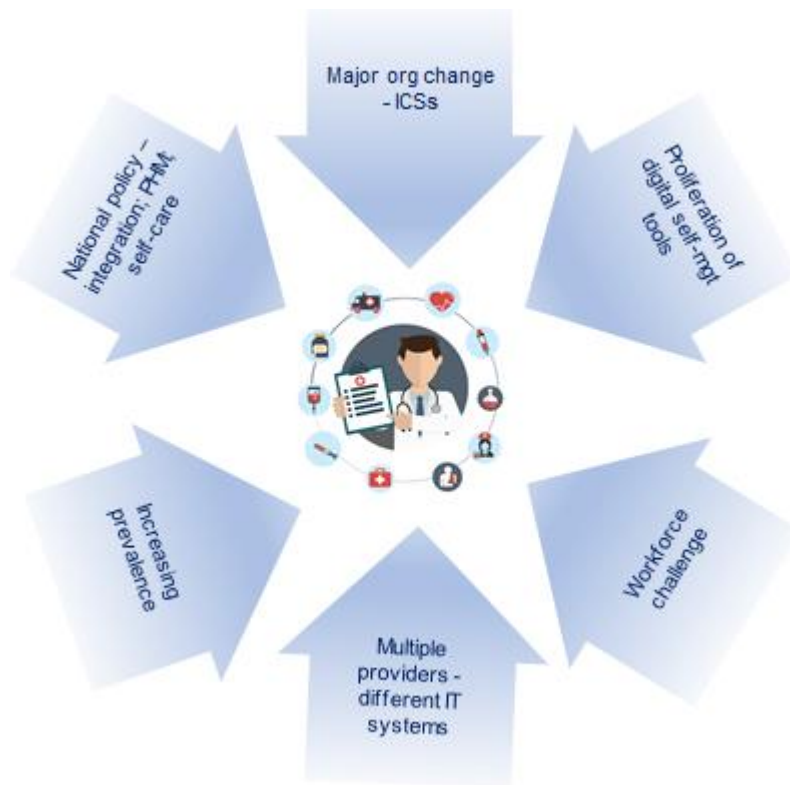 Major org change
- ICSs
Proliferation of
digital self-mgt
tools
Workforce
challenge
Multiple
providers -
different IT
systems
Increasing
prevalence
National policy –
integration; PHM;
self-care